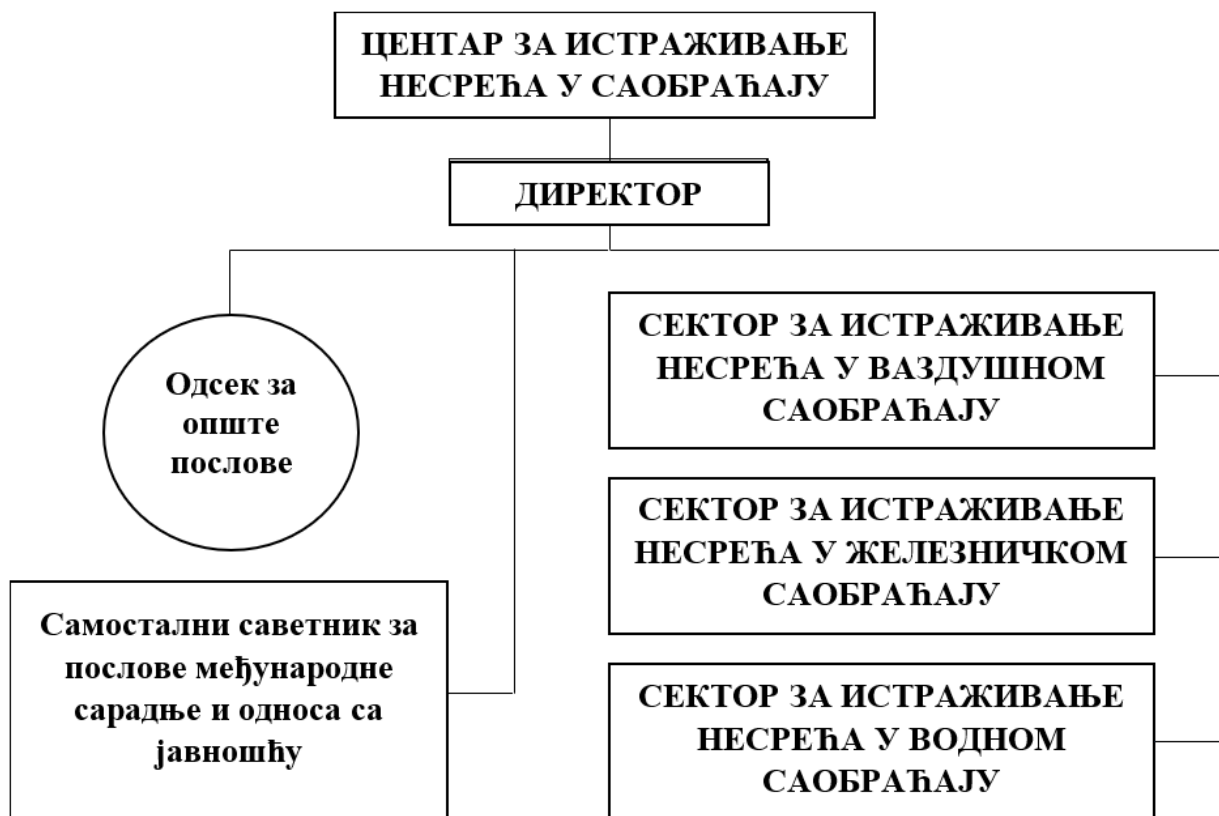 ЦЕНТАР ЗА ИСТРАЖИВАЊЕ
НЕСРЕЋА У САОБРАЋАЈУ
ДИРЕКТОР
Одсек за
опште
послове
Самостални саветник за
послове међународне
сарадње и односа са
јавношћу
СЕКТОР ЗА ИСТРАЖИВАЊЕ
НЕСРЕЋА У ВАЗДУШНОМ
САОБРАЋАЈУ
СЕКТОР ЗА ИСТРАЖИВАЊЕ
НЕСРЕЋА У ЖЕЛЕЗНИЧКОМ
САОБРАЋАЈУ
СЕКТОР ЗА ИСТРАЖИВАЊЕ
НЕСРЕЋА У ВОДНОМ
САОБРАЋАЈУ